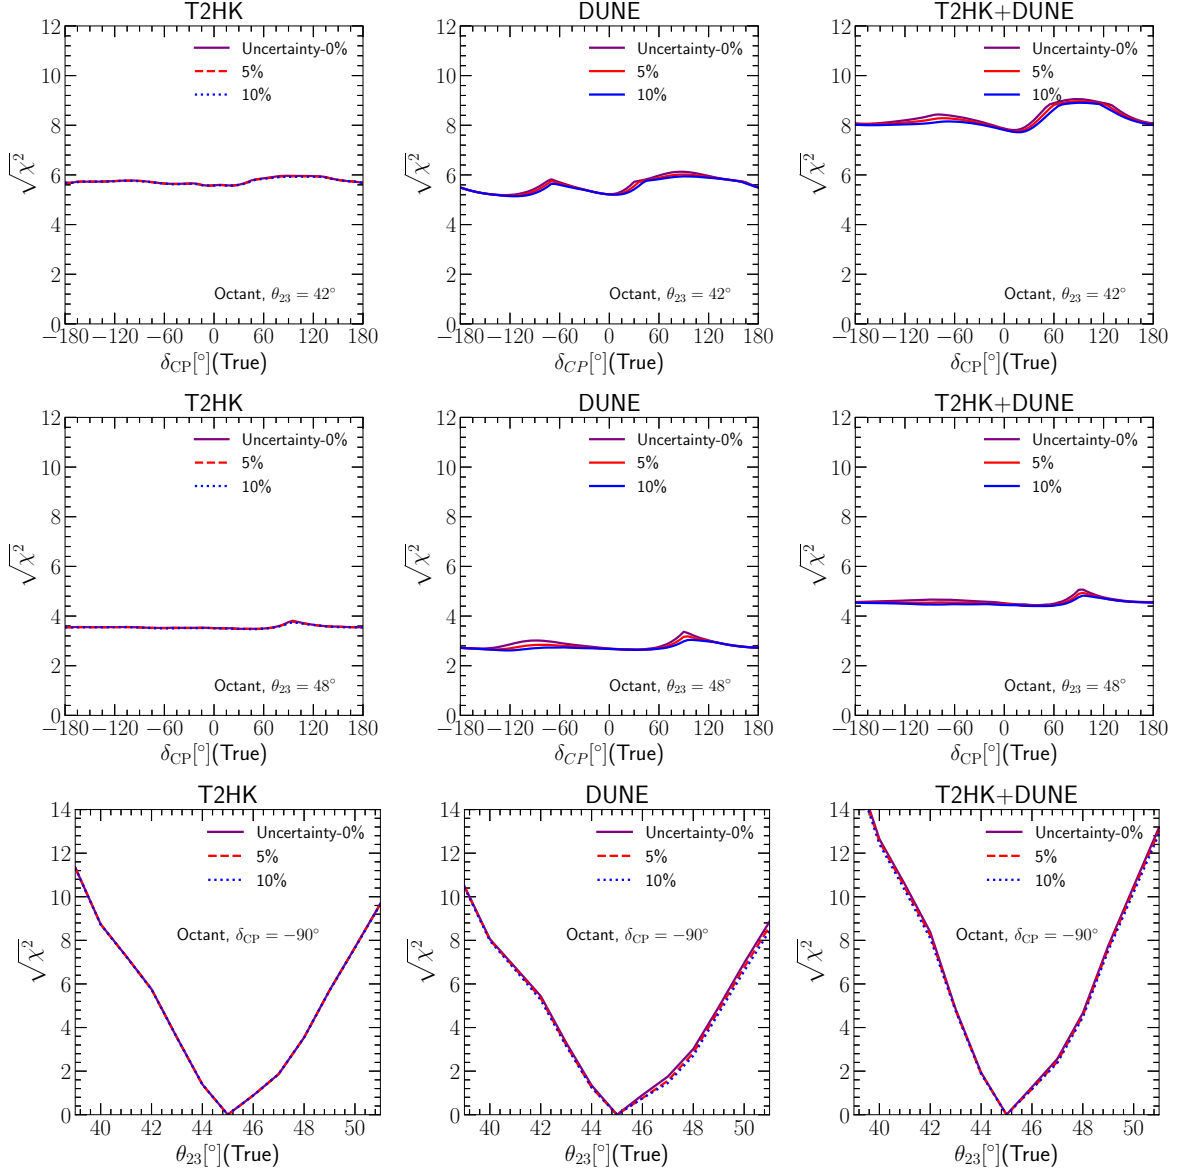 T2HK
DUNE
T2HK+DUNE
12
10
8
6
4
2
0
√χ²
Uncertainty-0%
5%
10%
Octant, θ₂₃ = 42°
−180 −120 −60 0 60 120 180
δ_CP[°](True)
12
10
8
6
4
2
0
√χ²
Uncertainty-0%
5%
10%
Octant, θ₂₃ = 42°
−180 −120 −60 0 60 120 180
δ_CP[°](True)
12
10
8
6
4
2
0
√χ²
Uncertainty-0%
5%
10%
Octant, θ₂₃ = 42°
−180 −120 −60 0 60 120 180
δ_CP[°](True)
T2HK
DUNE
T2HK+DUNE
12
10
8
6
4
2
0
√χ²
Uncertainty-0%
5%
10%
Octant, θ₂₃ = 48°
−180 −120 −60 0 60 120 180
δ_CP[°](True)
12
10
8
6
4
2
0
√χ²
Uncertainty-0%
5%
10%
Octant, θ₂₃ = 48°
−180 −120 −60 0 60 120 180
δ_CP[°](True)
12
10
8
6
4
2
0
√χ²
Uncertainty-0%
5%
10%
Octant, θ₂₃ = 48°
−180 −120 −60 0 60 120 180
δ_CP[°](True)
T2HK
DUNE
T2HK+DUNE
14
12
10
8
6
4
2
0
√χ²
Uncertainty-0%
5%
10%
Octant, δ_CP = −90°
40 42 44 46 48 50
θ₂₃[°](True)
14
12
10
8
6
4
2
0
√χ²
Uncertainty-0%
5%
10%
Octant, δ_CP = −90°
40 42 44 46 48 50
θ₂₃[°](True)
14
12
10
8
6
4
2
0
√χ²
Uncertainty-0%
5%
10%
Octant, δ_CP = −90°
40 42 44 46 48 50
θ₂₃[°](True)